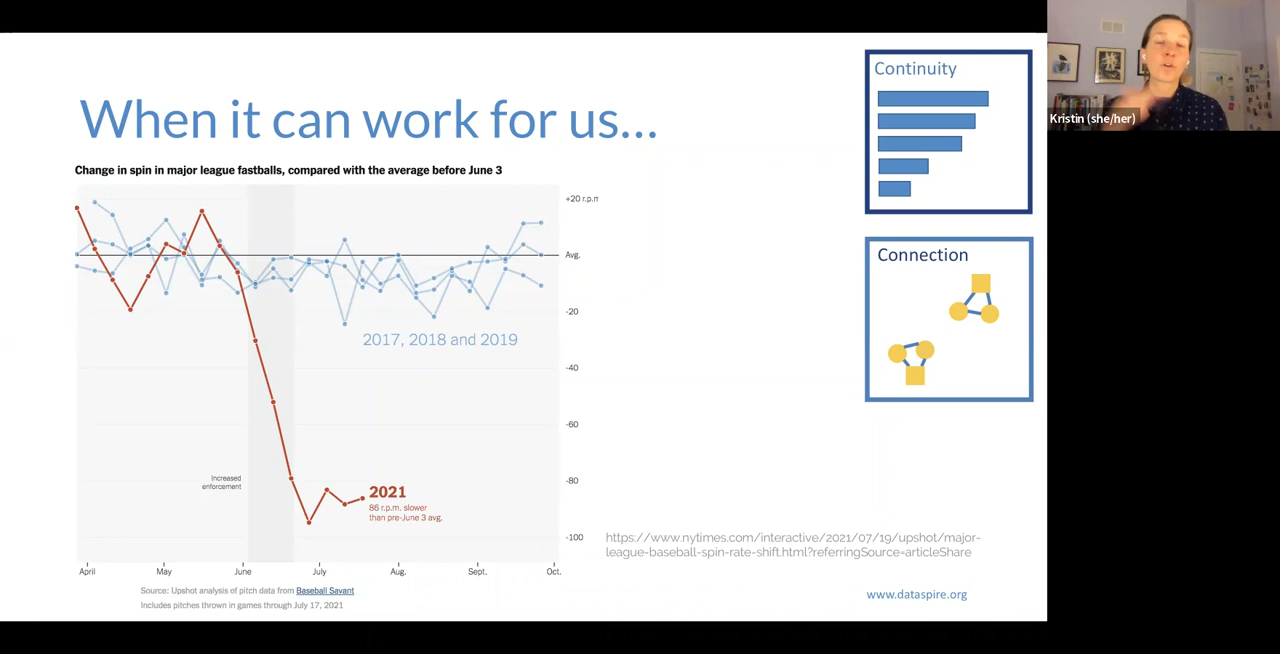 When it can work for us...
Change in spin in major league fastballs, compared with the average before June 3
+20 r.p.m
Avg.
-20
-40
-60
-80
-100
2017, 2018 and 2019
Increased
enforcement
2021
86 r.p.m. slower
than pre-June 3 avg.
April May June July Aug. Sept. Oct.
Source: Upshot analysis of pitch data from Baseball Savant
Includes pitches thrown in games through July 17, 2021
Continuity
Connection
https://www.nytimes.com/interactive/2021/07/19/upshot/major-
league-baseball-spin-rate-shift.html?referringSource=articleShare
www.dataspire.org
Kristin (she/her)